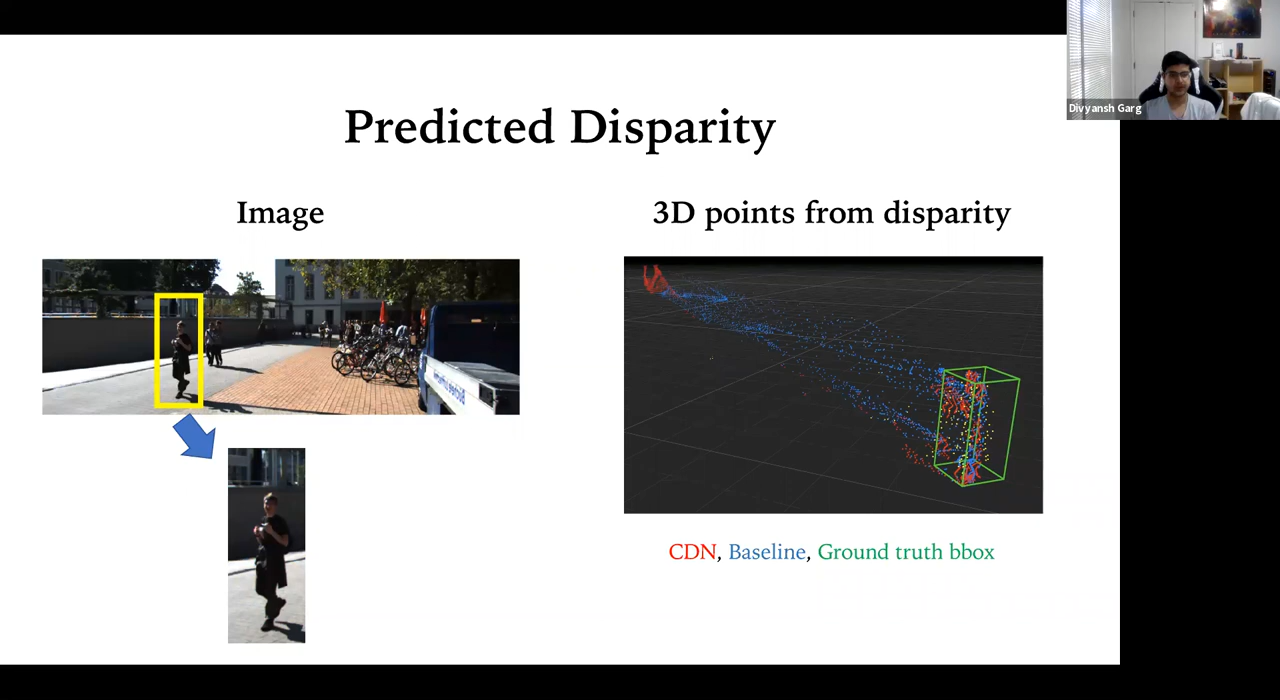 Divyansh Garg
Predicted Disparity
Image
3D points from disparity
CDN, Baseline, Ground truth bbox